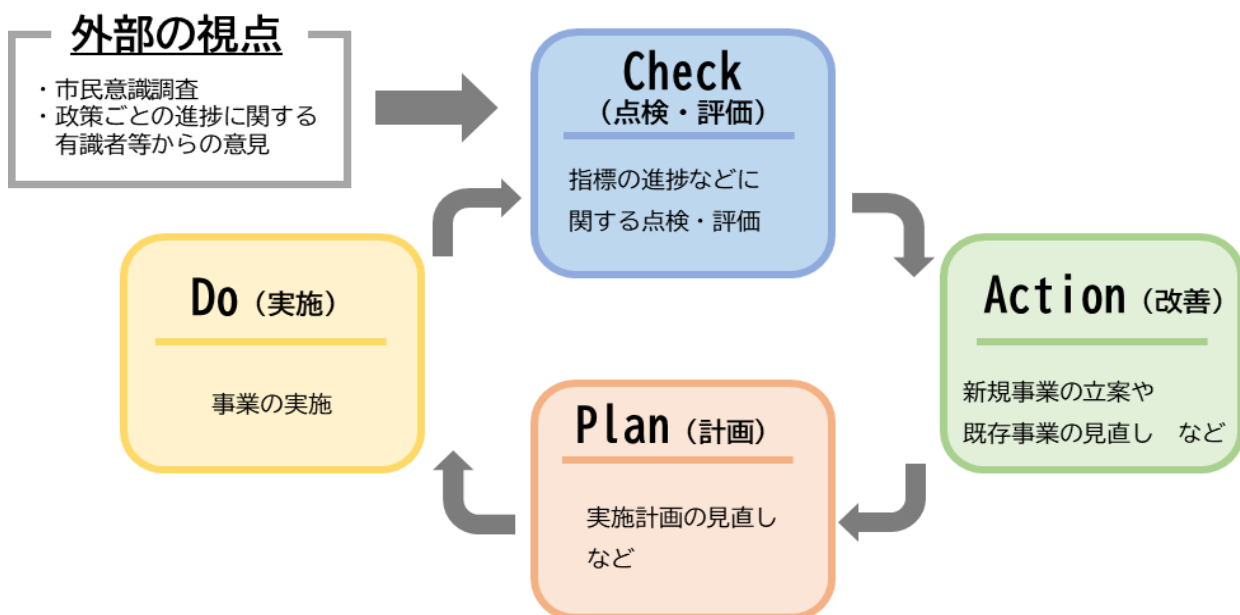 外部の視点
・市民意識調査
・政策ごとの進捗に関する
有識者等からの意見
Check
（点検・評価）
指標の進捗などに
関する点検・評価
Do（実施）
事業の実施
Action（改善）
新規事業の立案や
既存事業の見直し　など
Plan（計画）
実施計画の見直し
など